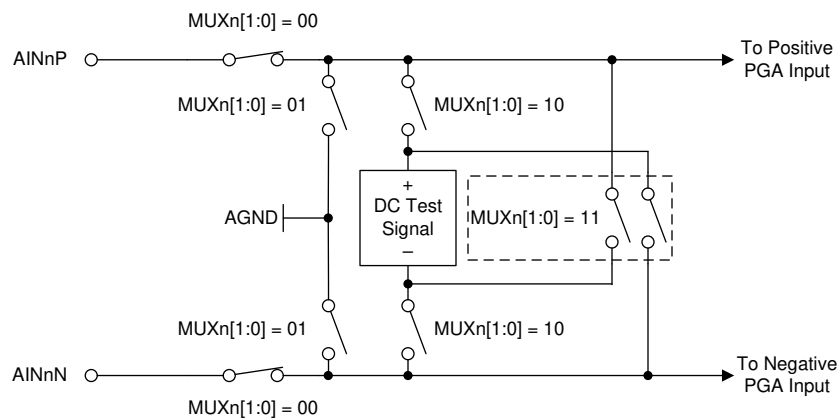 MUXn[1:0] = 00
AINnP
To Positive
PGA Input
MUXn[1:0] = 01
MUXn[1:0] = 10
+
DC Test
Signal
–
AGND
MUXn[1:0] = 11
MUXn[1:0] = 01
MUXn[1:0] = 10
AINnN
To Negative
PGA Input
MUXn[1:0] = 00